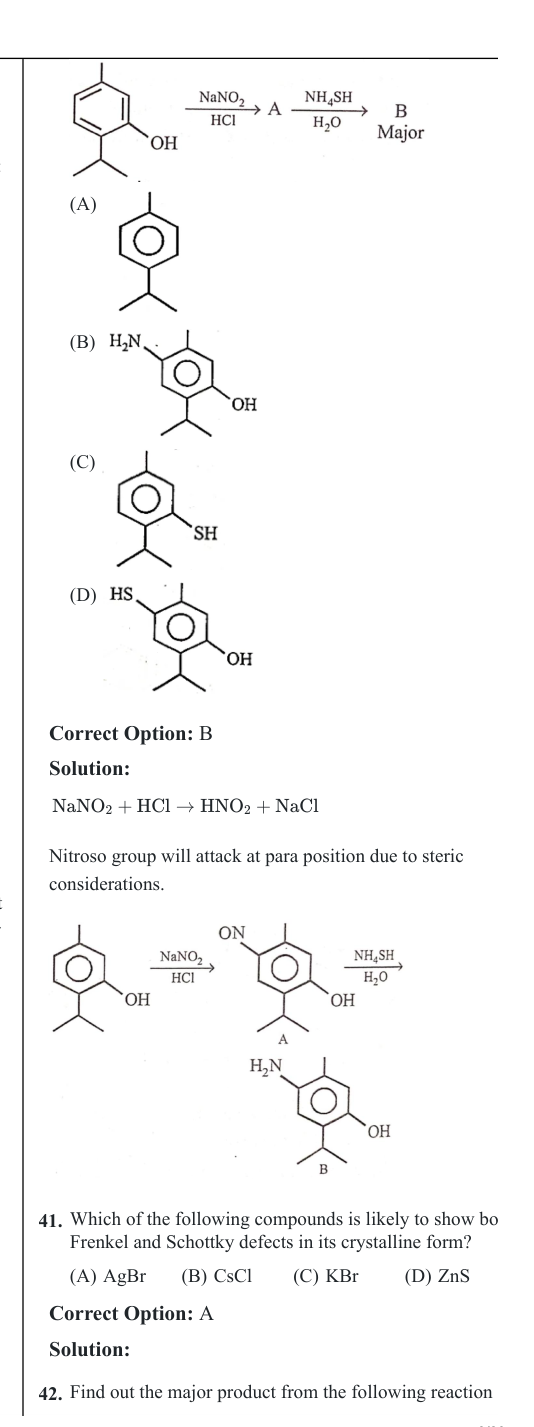 NaNO₂
HCl
A
NH₄SH
H₂O
B
Major
OH
(A)
(B) H₂N
OH
(C)
SH
(D) HS
OH
Correct Option: B
Solution:
NaNO₂ + HCl → HNO₂ + NaCl
Nitroso group will attack at para position due to steric
considerations.
ON
NaNO₂
HCl
NH₄SH
H₂O
OH
OH
A
H₂N
OH
B
41. Which of the following compounds is likely to show bo
Frenkel and Schottky defects in its crystalline form?
(A) AgBr (B) CsCl (C) KBr (D) ZnS
Correct Option: A
Solution:
42. Find out the major product from the following reaction